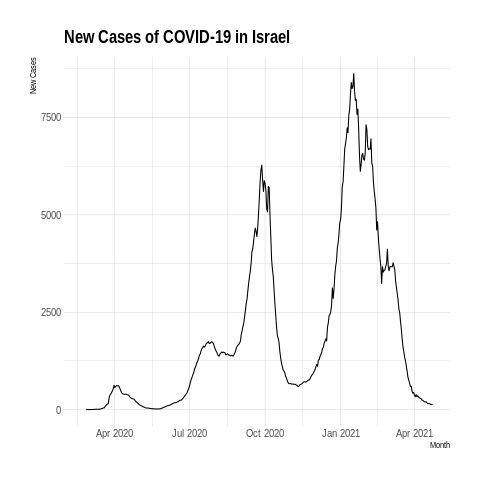 New Cases of COVID-19 in Israel
New Cases
7500
5000
2500
0
Apr 2020 Jul 2020 Oct 2020 Jan 2021 Apr 2021
Month